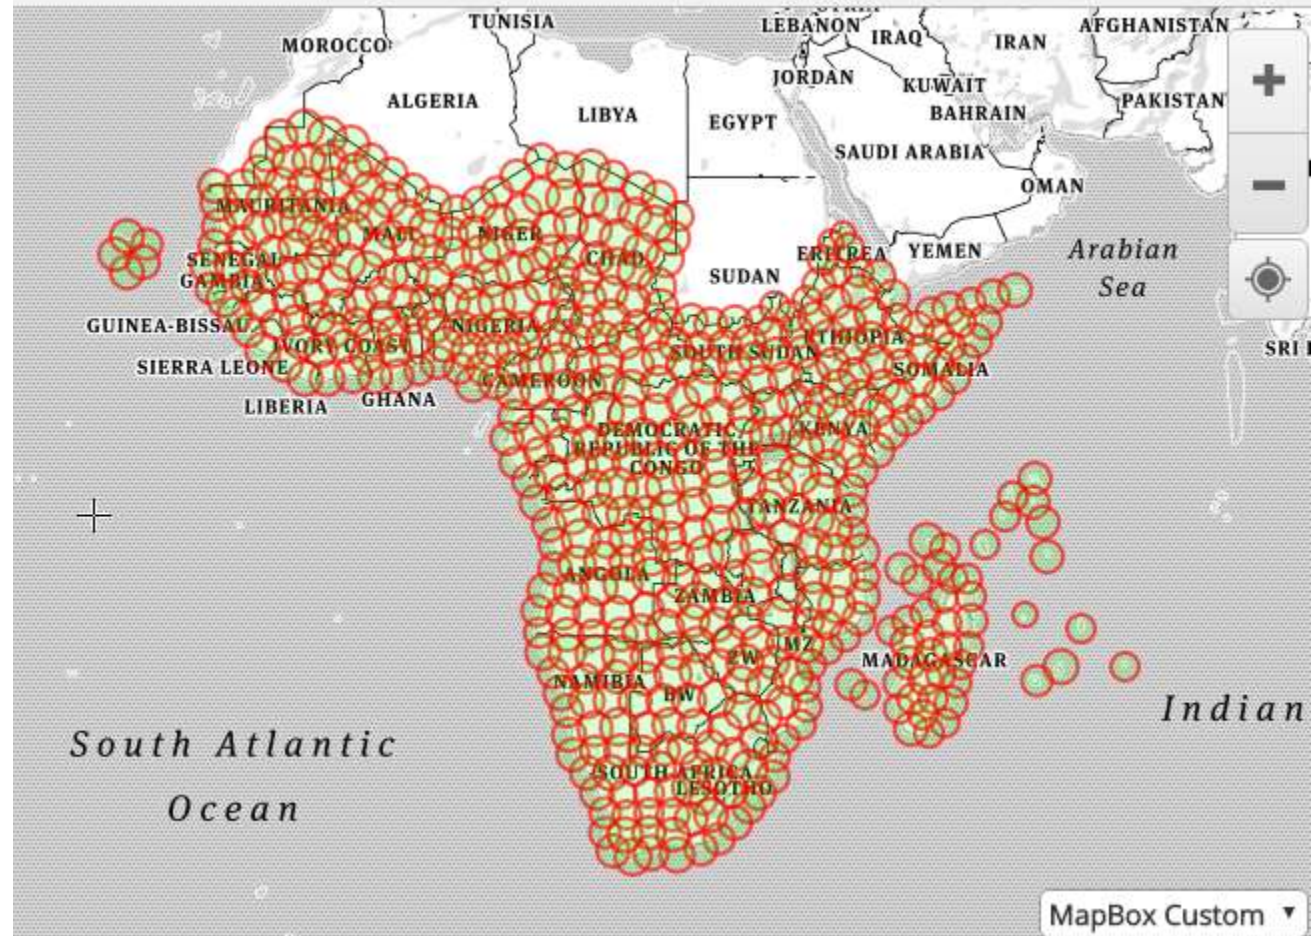 SYRIA
TUNISIA
LEBANON
AFGHANISTAN
MOROCCO
IRAQ
IRAN
JORDAN
KUWAIT
ALGERIA
LIBYA
BAHRAIN
PAKISTAN
EGYPT
SAUDI ARABIA
OMAN
MAURITANIA
MALI
NIGER
CHAD
ERITREA
YEMEN
Arabian
Sea
SENEGAL
GAMBIA
SUDAN
GUINEA-BISSAU
NIGERIA
ETHIOPIA
IVORY COAST
SOUTH SUDAN
SRI
SIERRA LEONE
CAMEROON
SOMALIA
LIBERIA
GHANA
DEMOCRATIC
REPUBLIC OF THE
CONGO
KENYA
TANZANIA
ANGOLA
ZAMBIA
MZ
ZW
MADAGASCAR
NAMIBIA
BW
Indian
South Atlantic
Ocean
SOUTH AFRICA
LESOTHO
MapBox Custom